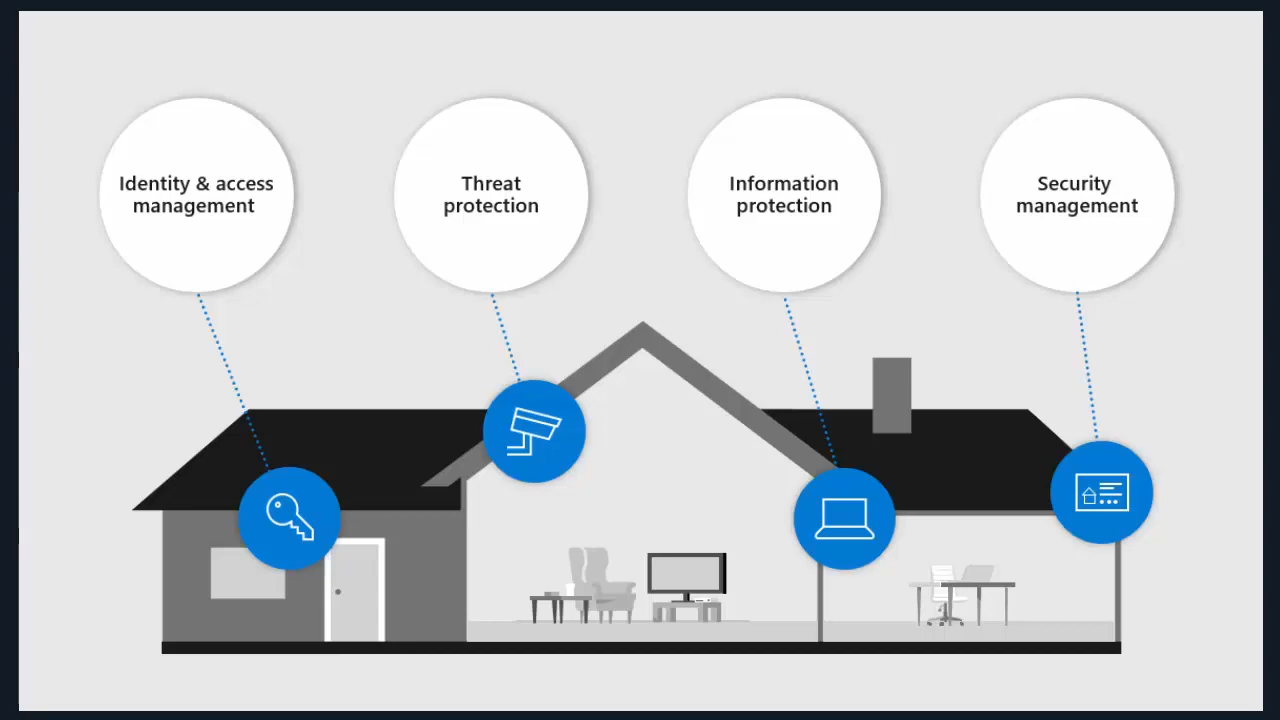 Identity & access
management
Threat
protection
Information
protection
Security
management